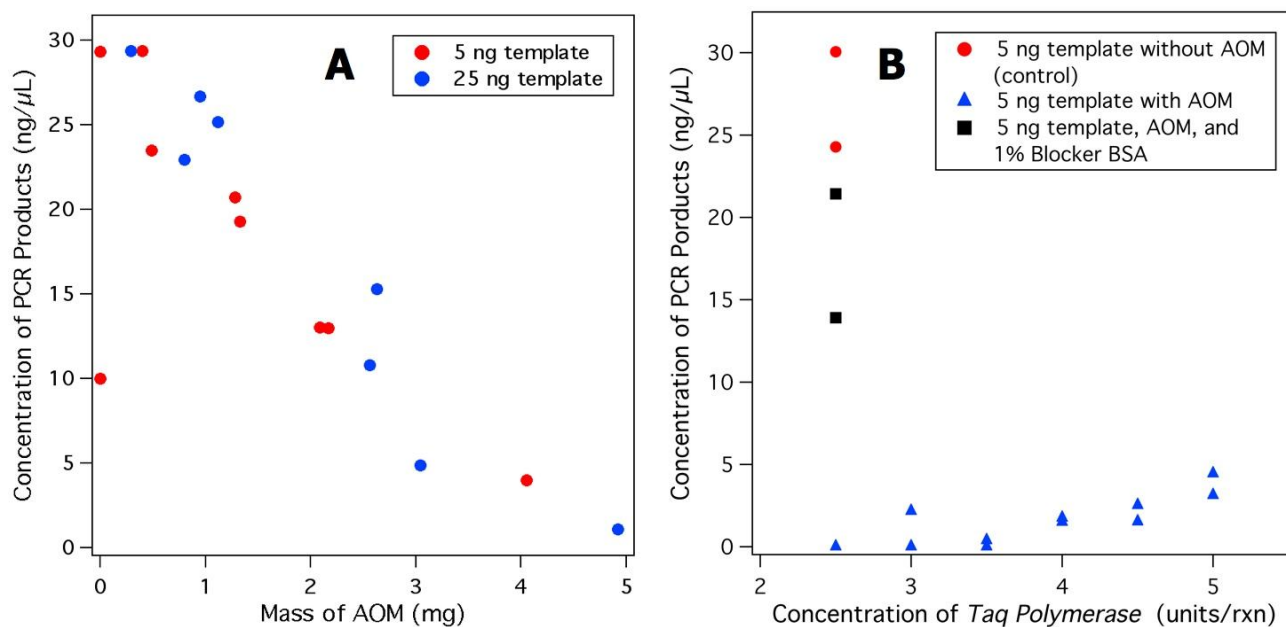 A
5 ng template
25 ng template
Concentration of PCR Products (ng/µL)
30
25
20
15
10
5
0
0 1 2 3 4 5
Mass of AOM (mg)
B
5 ng template without AOM
(control)
5 ng template with AOM
5 ng template, AOM, and
1% Blocker BSA
Concentration of PCR Porducts (ng/µL)
30
25
20
15
10
5
0
2 3 4 5
Concentration of Taq Polymerase (units/rxn)